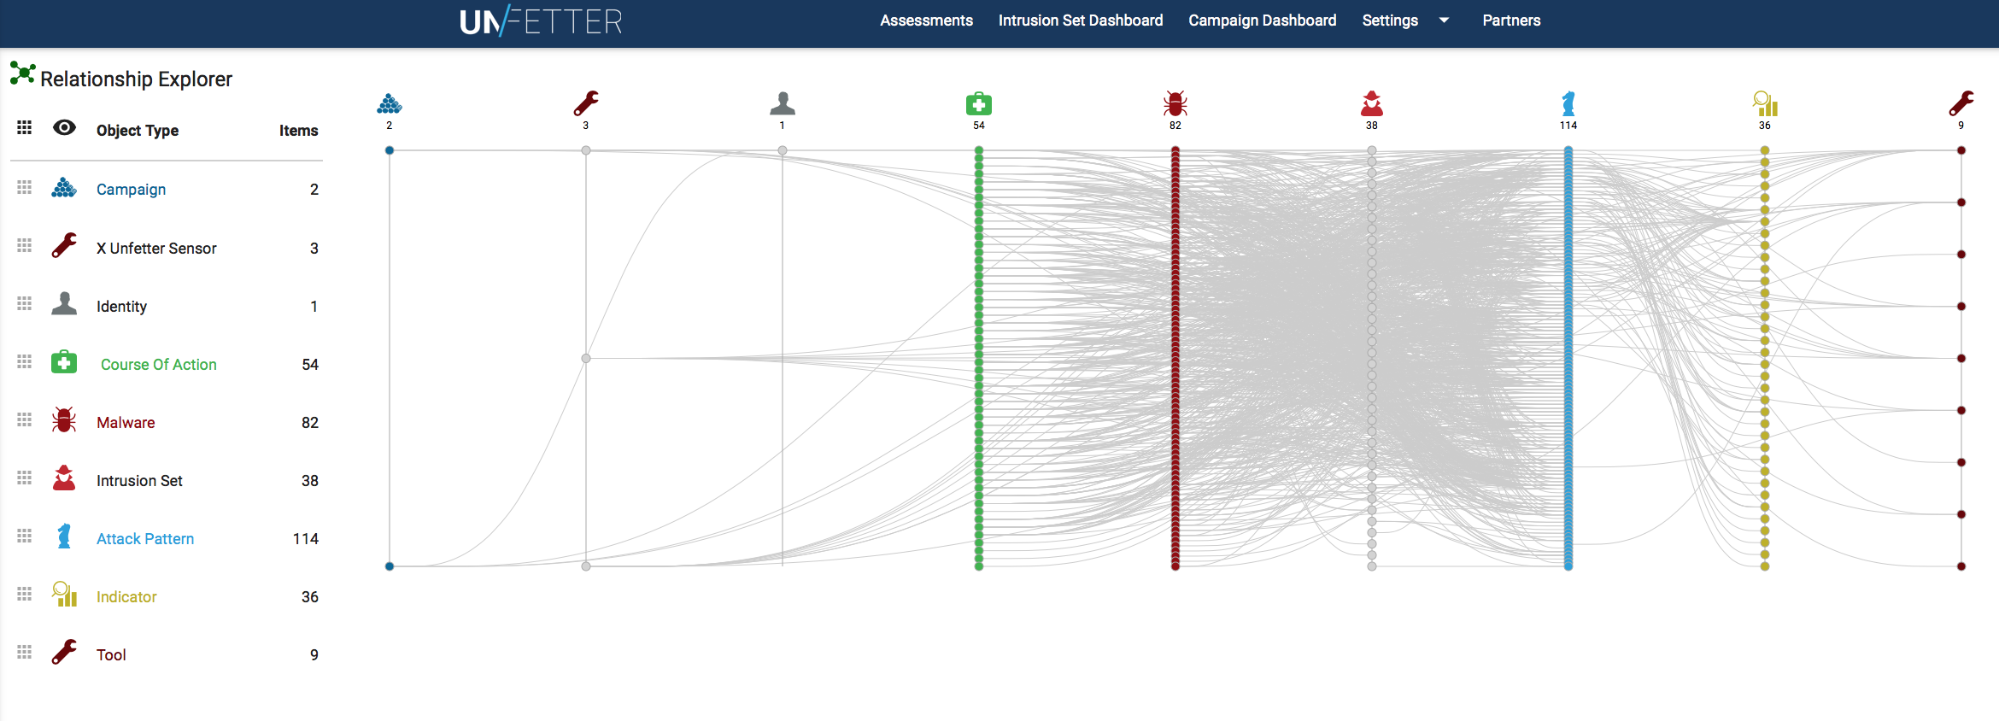 UNFETTER
Assessments Intrusion Set Dashboard Campaign Dashboard Settings Partners
Relationship Explorer
Object Type Items
Campaign 2
X Unfetter Sensor 3
Identity 1
Course Of Action 54
Malware 82
Intrusion Set 38
Attack Pattern 114
Indicator 36
Tool 9
2 3 1 54 82 38 114 36 9